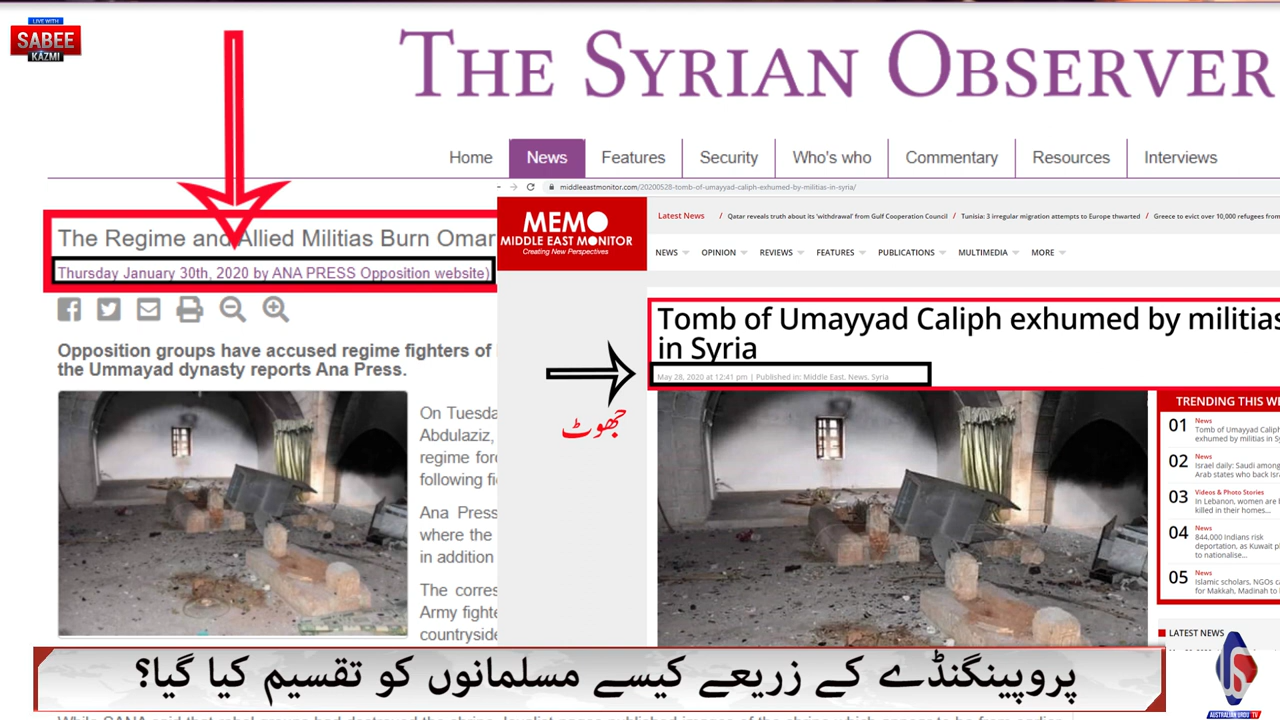 LIVE WITH
SABEE
KAZMI
THE SYRIAN OBSERVER
Home News Features Security Who's who Commentary Resources Interviews
The Regime and Allied Militias Burn Omar
Thursday January 30th, 2020 by ANA PRESS Opposition website)
Opposition groups have accused regime fighters of
the Ummayad dynasty reports Ana Press.
On Tuesda
Abdulaziz,
regime forc
following fi
Ana Press
where the
in addition
The corres
Army fighte
countryside
middleeastmonitor.com/20200528-tomb-of-umayyad-caliph-exhumed-by-militias-in-syria/
MEMO
MIDDLE EAST MONITOR
Creating New Perspectives
Latest News / Qatar reveals truth about its 'withdrawal' from Gulf Cooperation Council / Tunisia: 3 irregular migration attempts to Europe thwarted / Greece to evict over 10,000 refugees from
NEWS OPINION REVIEWS FEATURES PUBLICATIONS MULTIMEDIA MORE
Tomb of Umayyad Caliph exhumed by militias
in Syria
May 28, 2020 at 12:41 pm | Published in: Middle East, News, Syria
جھوٹ
TRENDING THIS WE
01 News
Tomb of Umayyad Caliph
exhumed by militias in Sy
02 News
Israel daily: Saudi among
Arab states who back Isra
03 Videos & Photo Stories
In Lebanon, women are b
killed in their homes...
04 News
844,000 Indians risk
deportation, as Kuwait pl
to nationalise...
05 News
Islamic scholars, NGOs ca
for Makkah, Madinah to
LATEST NEWS
پروپینگنڈے کے زریعے کیسے مسلمانوں کو تقسیم کیا گیا؟
AUSTRALIAN URDU TV